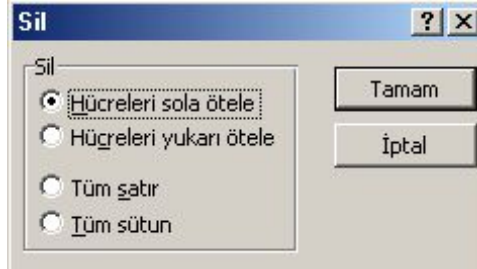 Sil
Sil
Hücreleri sola ötele
Hücreleri yukarı ötele
Tüm satır
Tüm sütun
Tamam
İptal